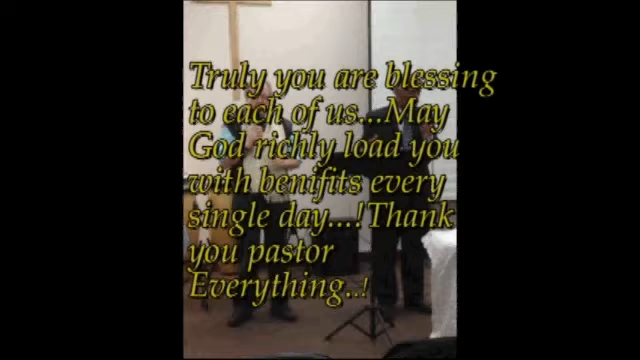 Truly you are blessing
to each of us...May
God richly load you
with benifits every
single day...!Thank
you pastor
Everything..!